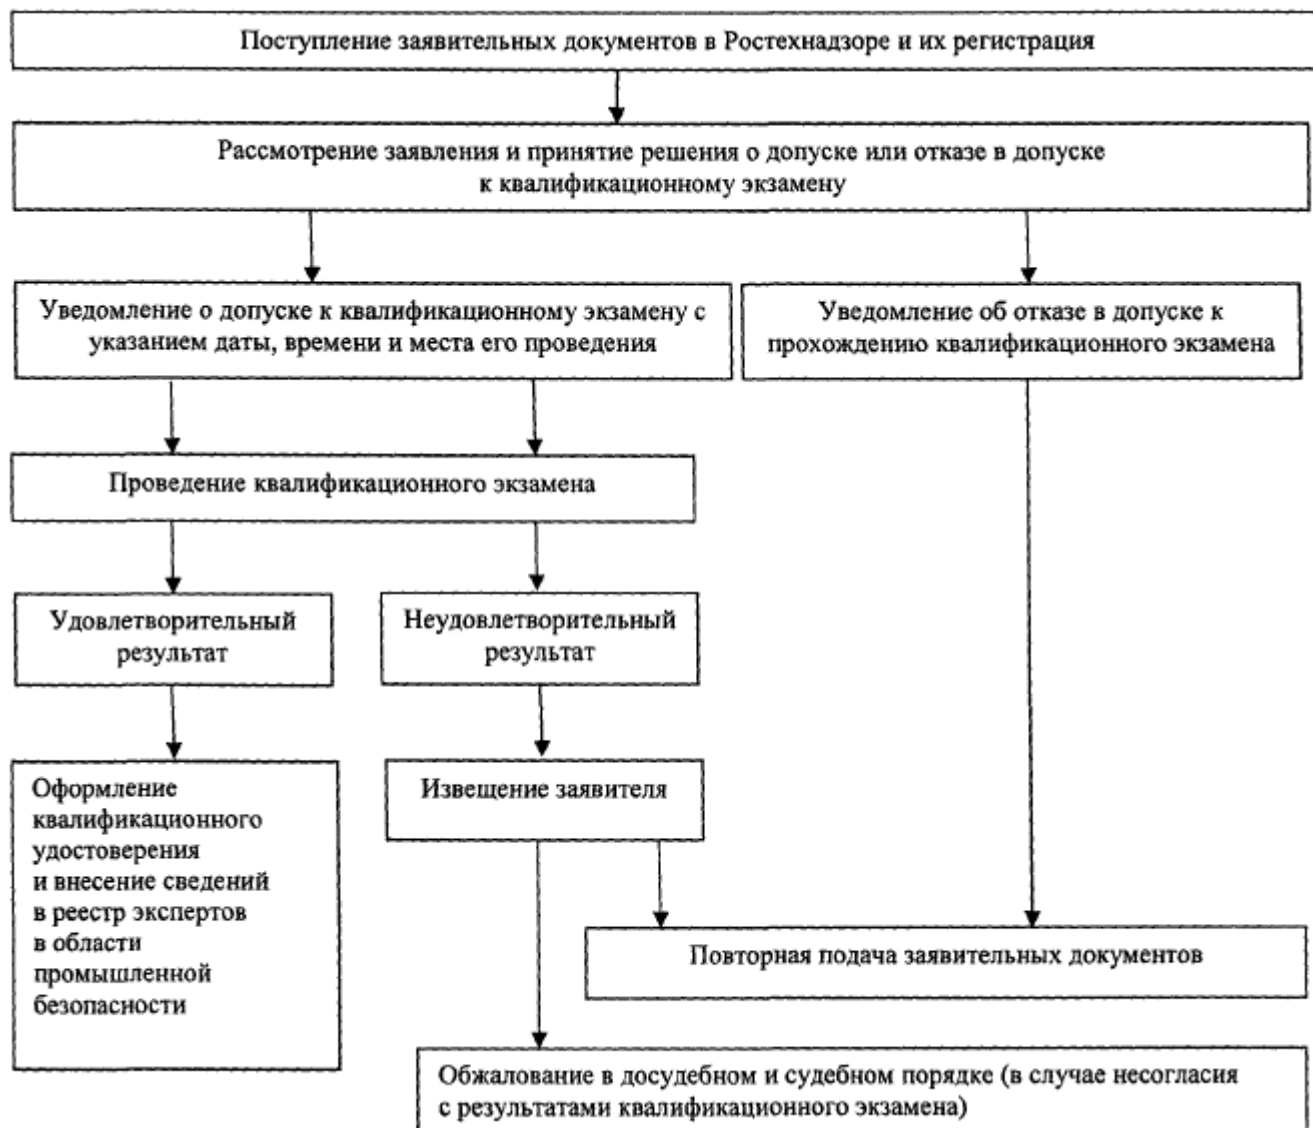 Поступление заявительных документов в Ростехнадзоре и их регистрация
Рассмотрение заявления и принятие решения о допуске или отказе в допуске
к квалификационному экзамену
Уведомление о допуске к квалификационному экзамену с
указанием даты, времени и места его проведения
Уведомление об отказе в допуске к
прохождению квалификационного экзамена
Проведение квалификационного экзамена
Удовлетворительный
результат
Неудовлетворительный
результат
Оформление
квалификационного
удостоверения
и внесение сведений
в реестр экспертов
в области
промышленной
безопасности
Извещение заявителя
Повторная подача заявительных документов
Обжалование в досудебном и судебном порядке (в случае несогласия
с результатами квалификационного экзамена)